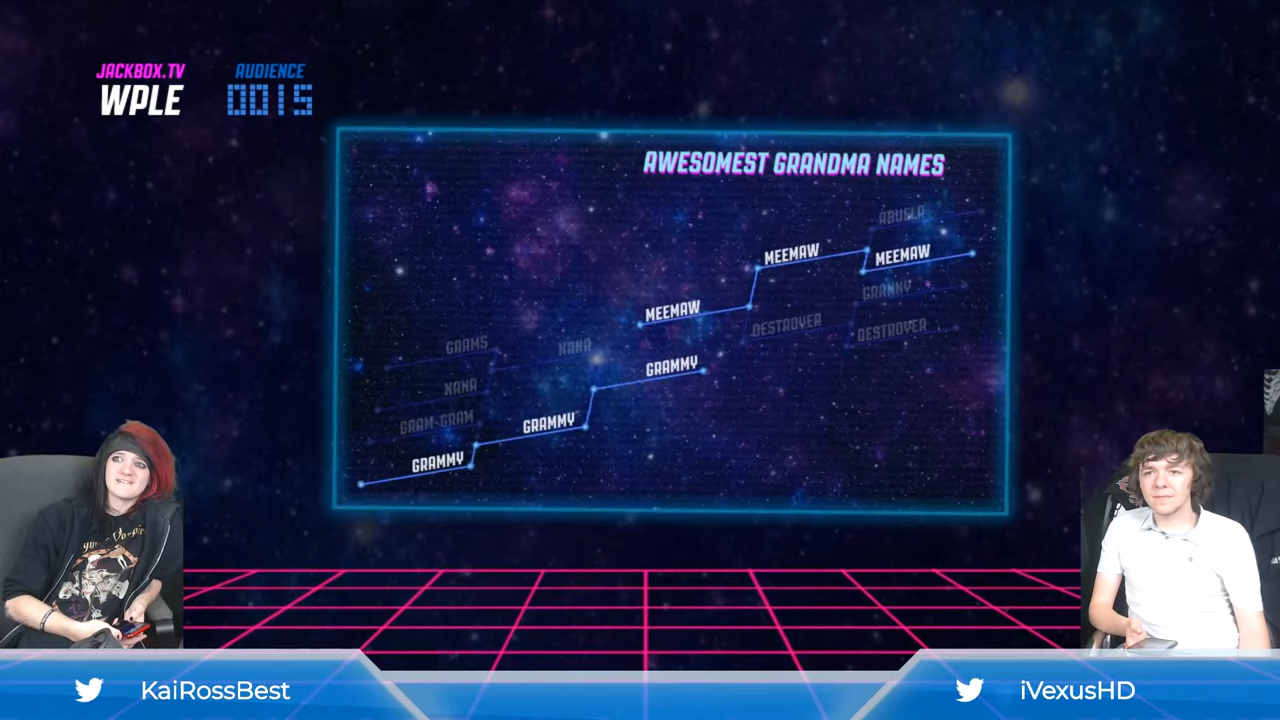 JACKBOX.TV
WPLE
AUDIENCE
0015
AWESOMEST GRANDMA NAMES
ABUELA
MEEMAW
MEEMAW
GRANNY
MEEMAW
DESTROYER
DESTROYER
GRAMS
NANA
GRAMMY
NANA
GRAM-GRAM
GRAMMY
GRAMMY
KaiRossBest
iVexusHD